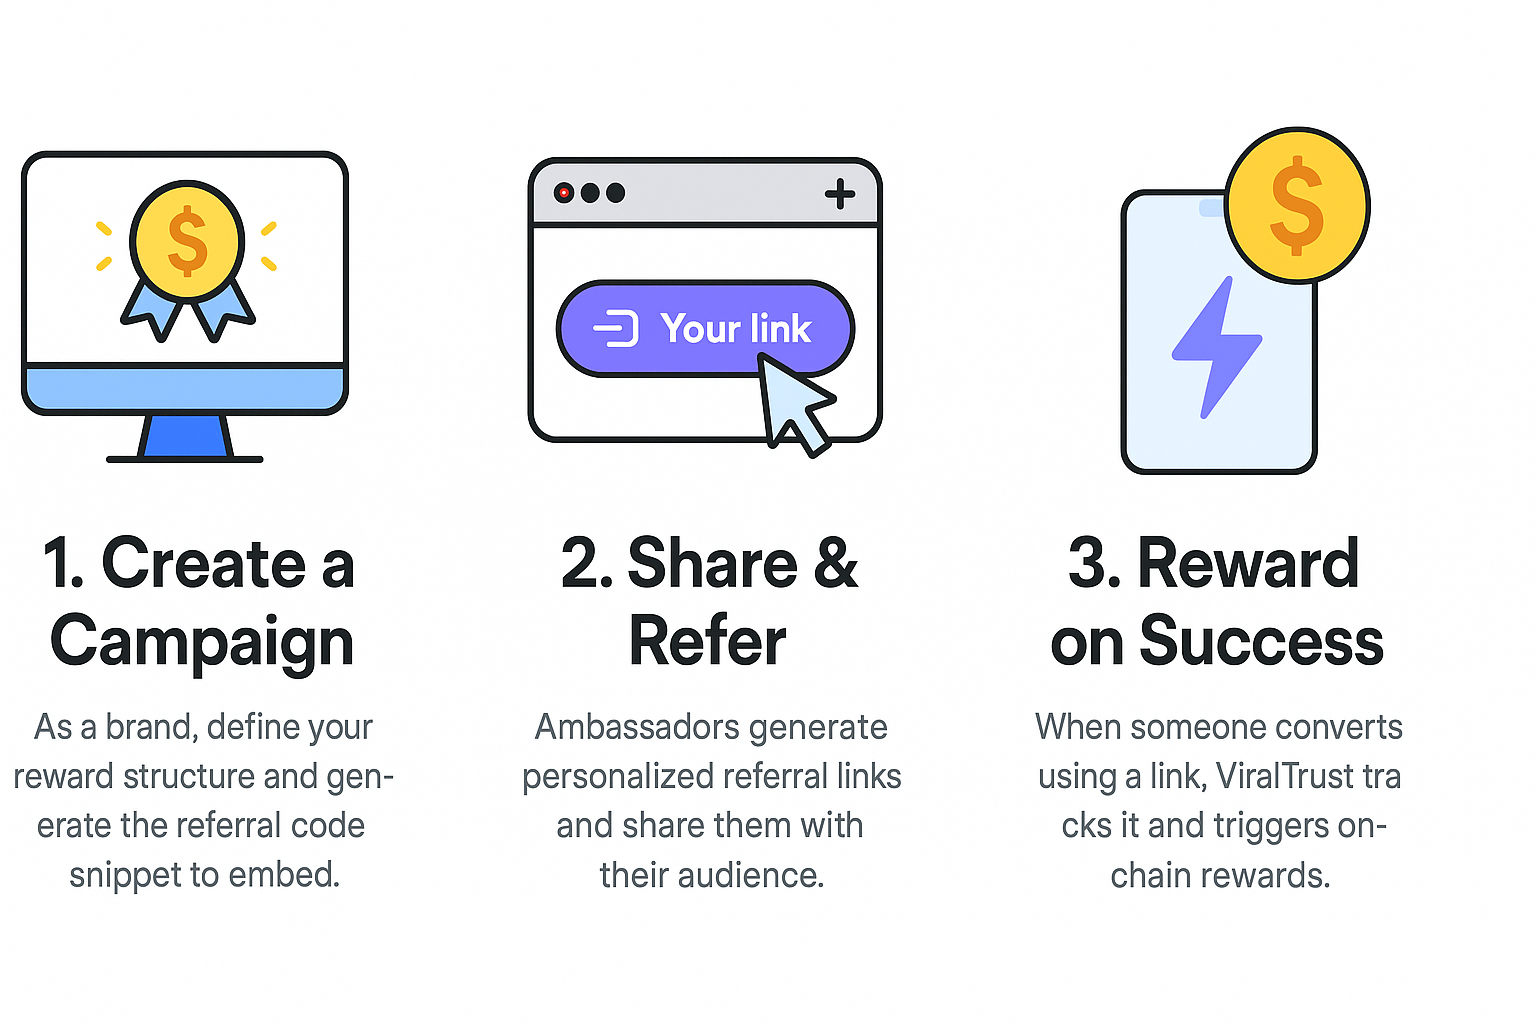 $
Your link
$
1. Create a
Campaign
As a brand, define your
reward structure and gen-
erate the referral code
snippet to embed.
2. Share &
Refer
Ambassadors generate
personalized referral links
and share them with
their audience.
3. Reward
on Success
When someone converts
using a link, ViralTrust tra
cks it and triggers on-
chain rewards.